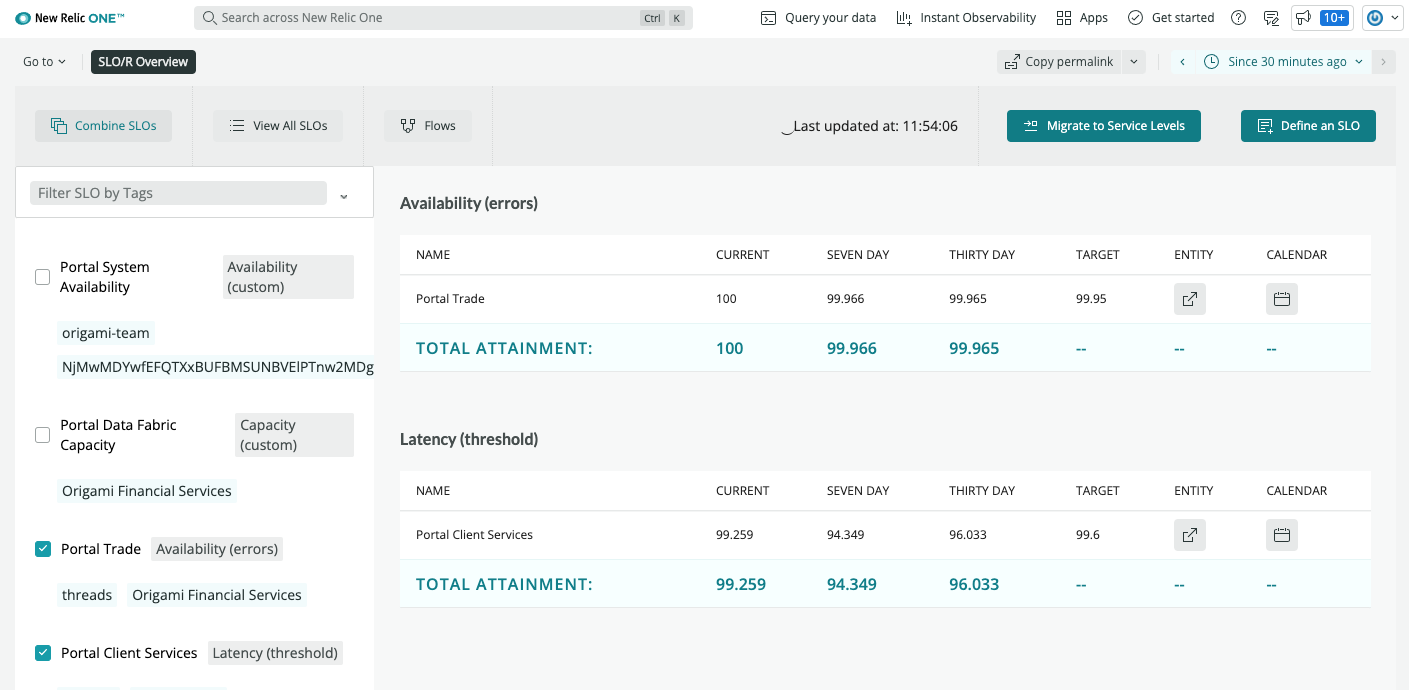 New Relic ONE™
Search across New Relic One
Ctrl K
Query your data
Instant Observability
Apps
Get started
10+
Go to
SLO/R Overview
Copy permalink
Since 30 minutes ago
Combine SLOs
View All SLOs
Flows
Last updated at: 11:54:06
Migrate to Service Levels
Define an SLO
Filter SLO by Tags
Portal System
Availability
Availability
(custom)
origami-team
NjMwMDYwfEFQTXxBUFBMSUNBVElPTnw2MDg
Portal Data Fabric
Capacity
Capacity
(custom)
Origami Financial Services
Portal Trade Availability (errors)
threads Origami Financial Services
Portal Client Services Latency (threshold)
Availability (errors)
NAME CURRENT SEVEN DAY THIRTY DAY TARGET ENTITY CALENDAR
Portal Trade 100 99.966 99.965 99.95
TOTAL ATTAINMENT: 100 99.966 99.965 -- -- --
Latency (threshold)
NAME CURRENT SEVEN DAY THIRTY DAY TARGET ENTITY CALENDAR
Portal Client Services 99.259 94.349 96.033 99.6
TOTAL ATTAINMENT: 99.259 94.349 96.033 -- -- --